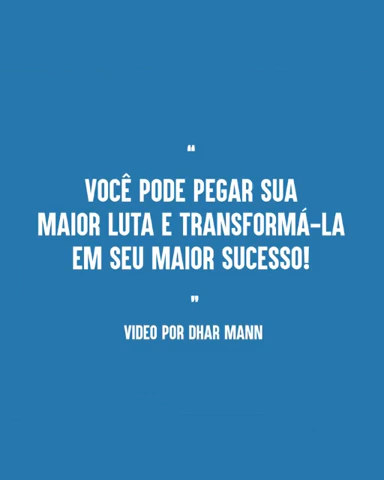 "
VOCÊ PODE PEGAR SUA
MAIOR LUTA E TRANSFORMÁ-LA
EM SEU MAIOR SUCESSO!
"
VIDEO POR DHAR MANN